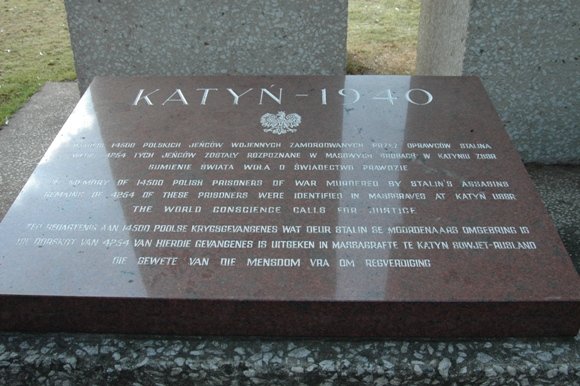 KATYŃ - 1940
14500 POLSKICH JEŃCÓW WOJENNYCH ZAMORDOWANYCH PRZEZ OPRAWCÓW STALINA
4254 TYCH JEŃCÓW ZOSTAŁY ROZPOZNANE W MASOWYCH GROBACH W KATYNIU ZSRR
SUMIENIE ŚWIATA WOŁA O ŚWIADECTWO PRAWDZIE
IN MEMORY OF 14500 POLISH PRISONERS OF WAR MURDERED BY STALIN'S ASSASINS
REMAINS OF 4254 OF THESE PRISONERS WERE IDENTIFIED IN MASSGRAVES AT KATYŃ USSR
THE WORLD CONSCIENCE CALLS FOR JUSTICE
TER NAGEDAGTENIS AAN 14500 POOLSE KRYGSGEVANGENES WAT DEUR STALIN SE MOORDENAARS OMGEBRING IS
DIE OORSKOT VAN 4254 VAN HIERDIE GEVANGENES IS UITGEKEN IN MASSAGRAFTE TE KATYN SOWJET-RUSLAND
DIE GEWETE VAN DIE MENSDOM VRA OM REGVERDIGING